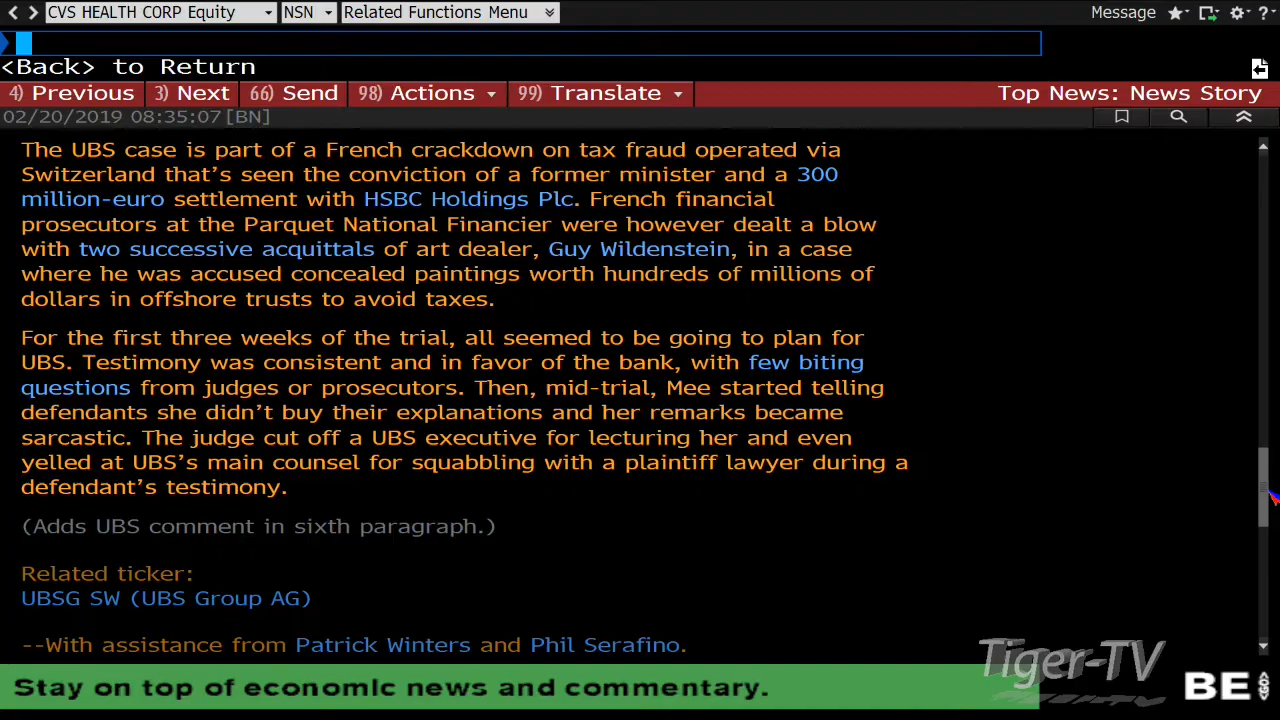 CVS HEALTH CORP Equity NSN Related Functions Menu Message ?
<Back> to Return
4) Previous 3) Next 66) Send 98) Actions 99) Translate Top News: News Story
02/20/2019 08:35:07[BN]
The UBS case is part of a French crackdown on tax fraud operated via
Switzerland that's seen the conviction of a former minister and a 300
million-euro settlement with HSBC Holdings Plc. French financial
prosecutors at the Parquet National Financier were however dealt a blow
with two successive acquittals of art dealer, Guy Wildenstein, in a case
where he was accused concealed paintings worth hundreds of millions of
dollars in offshore trusts to avoid taxes.
For the first three weeks of the trial, all seemed to be going to plan for
UBS. Testimony was consistent and in favor of the bank, with few biting
questions from judges or prosecutors. Then, mid-trial, Mee started telling
defendants she didn't buy their explanations and her remarks became
sarcastic. The judge cut off a UBS executive for lecturing her and even
yelled at UBS's main counsel for squabbling with a plaintiff lawyer during a
defendant's testimony.
(Adds UBS comment in sixth paragraph.)
Related ticker:
UBSG SW (UBS Group AG)
--With assistance from Patrick Winters and Phil Serafino.
Tiger-TV
Stay on top of economic news and commentary.
BE